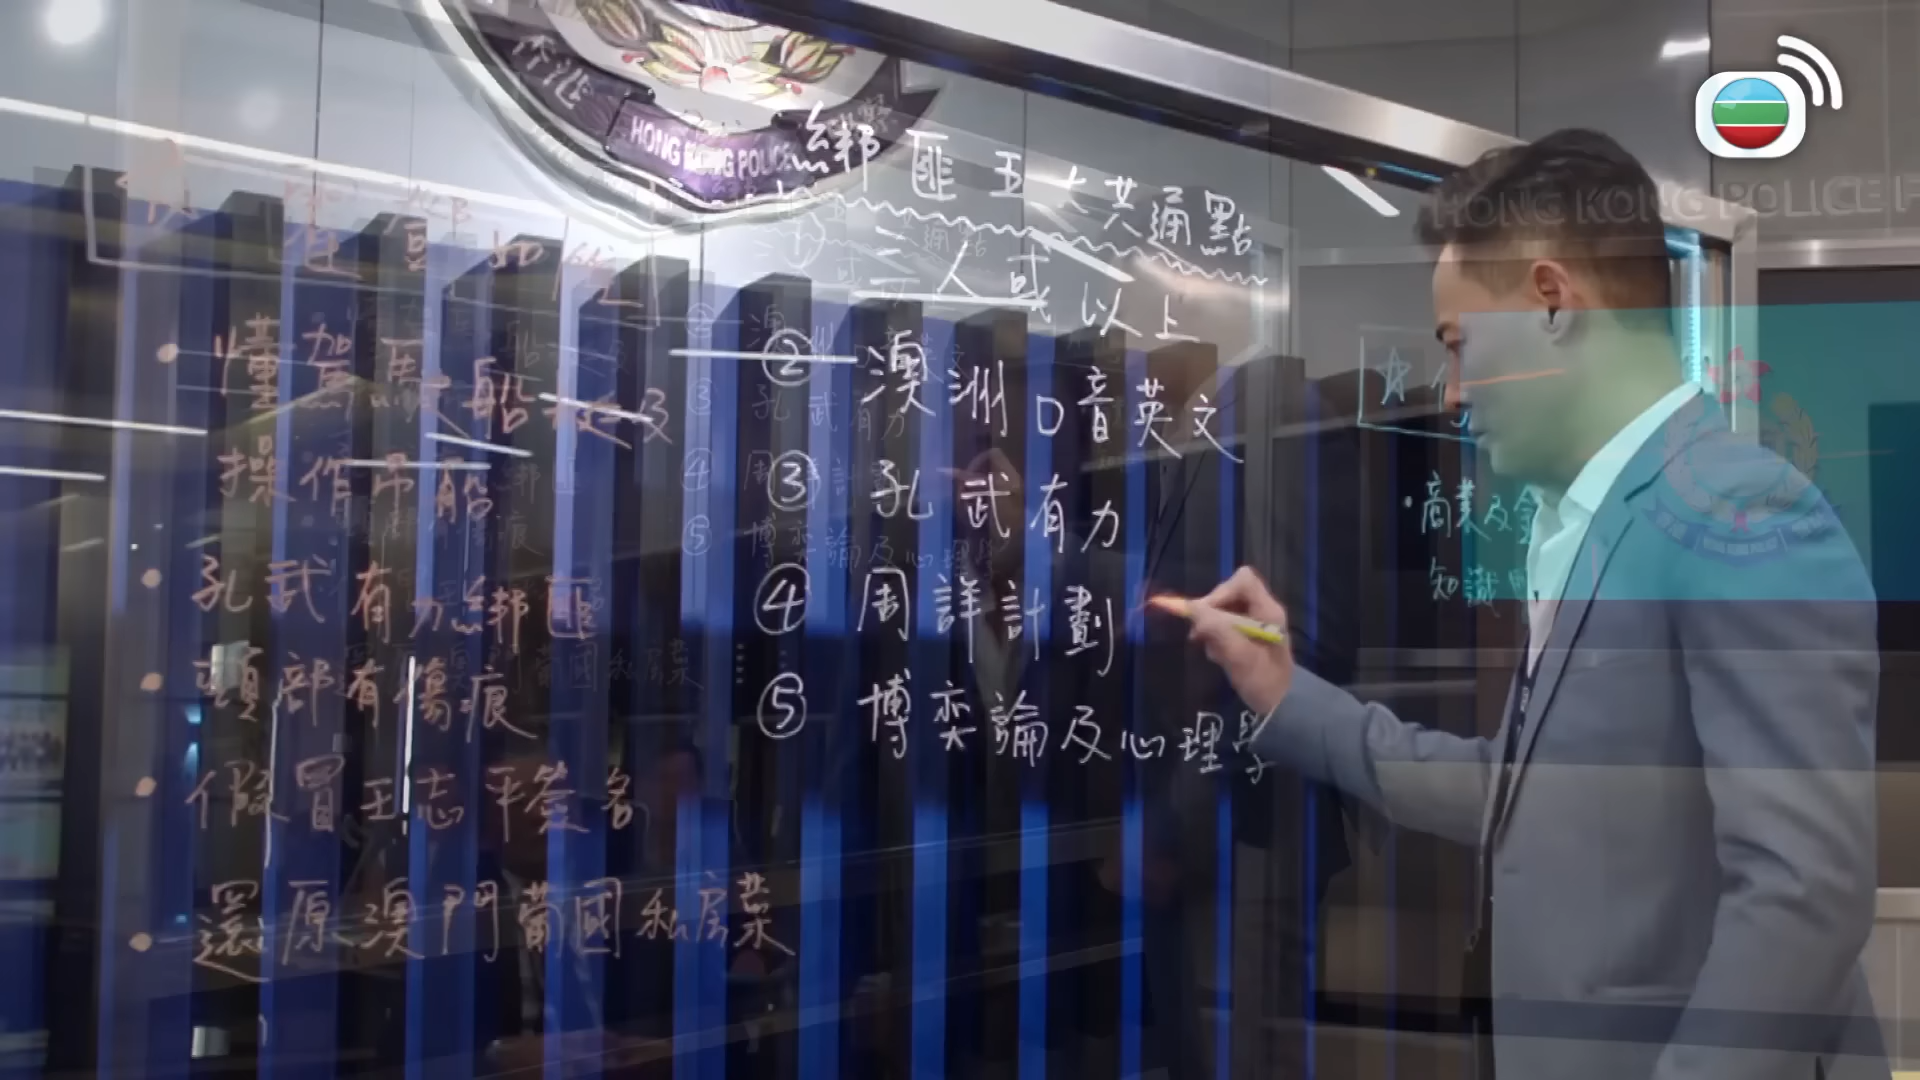 HONG KONG POLICE
HONG KONG POLICE F
綁匪五大共通點
① 三人或以上
② 澳洲口音英文
③ 孔武有力
④ 周詳計劃
⑤ 博奕論及心理學
• 懂駕駛船艇及
操作吊船
• 孔武有力綁匪
• 頭部有傷痕
• 假冒王志平簽名
• 還原澳門葡國私房菜
• 商業及金
知識